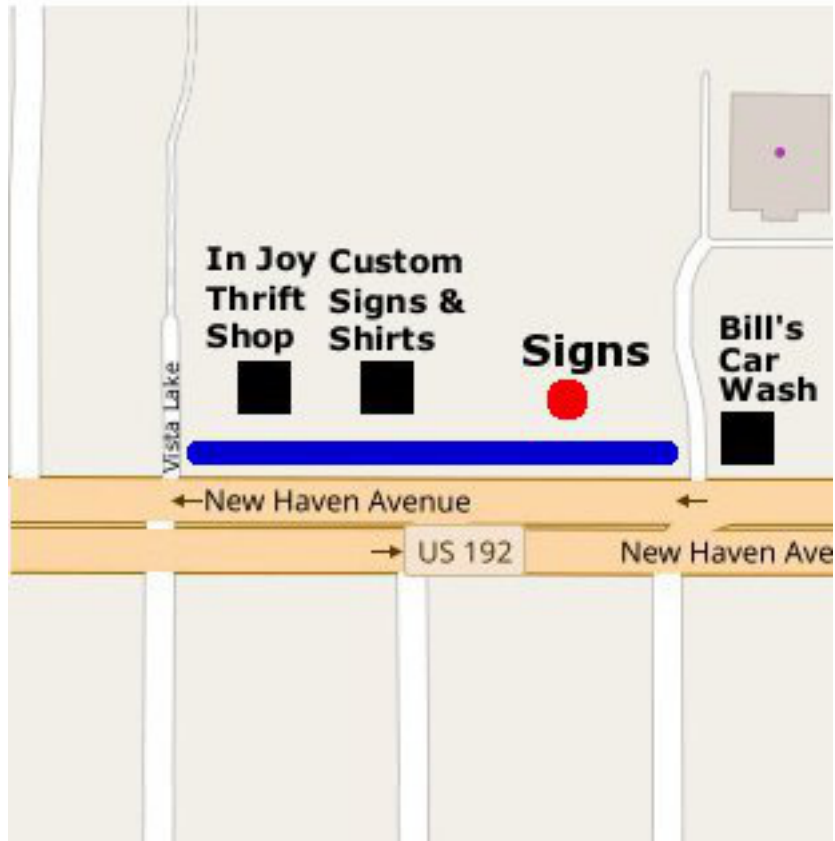 In Joy
Thrift
Shop
Custom
Signs &
Shirts
Signs
Bill's
Car
Wash
Vista Lake
New Haven Avenue
US 192
New Haven Ave